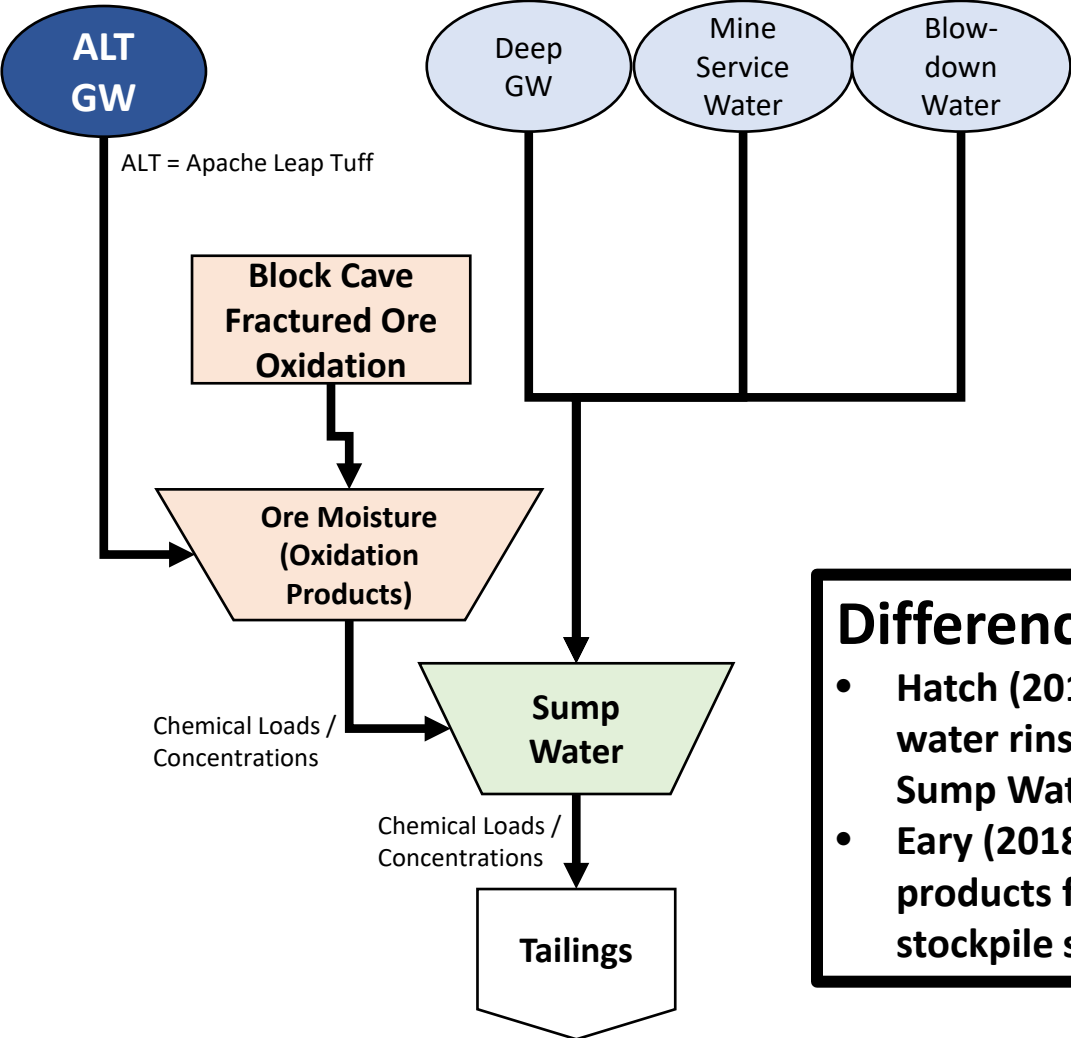 ALT
GW
Deep
GW
Mine
Service
Water
Blow-
down
Water
ALT = Apache Leap Tuff
Block Cave
Fractured Ore
Oxidation
Ore Moisture
(Oxidation
Products)
Chemical Loads /
Concentrations
Sump
Water
Chemical Loads /
Concentrations
Tailings
• Hatch (201
water rins
Sump Wat
• Eary (2018
products f
stockpile s